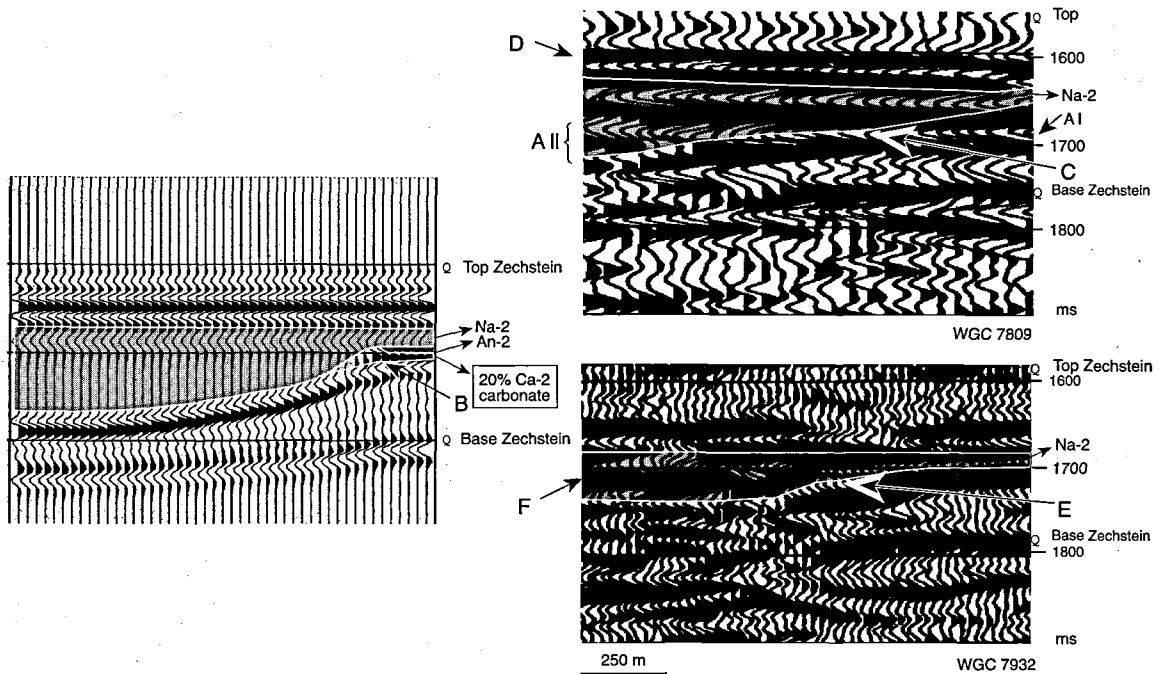 Q Top Zechstein
Na-2
An-2
20% Ca-2
carbonate
B
Q Base Zechstein
D
Q Top
1600
Na-2
A I
A II
1700
C
Q Base Zechstein
1800
ms
WGC 7809
Q Top Zechstein
1600
Na-2
1700
F
E
Q Base Zechstein
1800
ms
250 m
WGC 7932